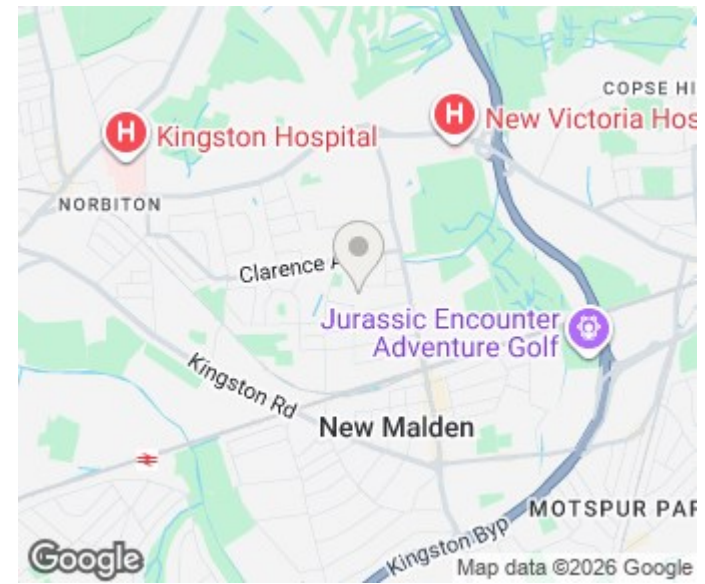 COPSE HI
H
New Victoria Hos
H
Kingston Hospital
NORBITON
Clarence A
Jurassic Encounter
Adventure Golf
Kingston Rd
New Malden
MOTSPUR PAR
Kingston Byp
Google
Map data ©2026 Google